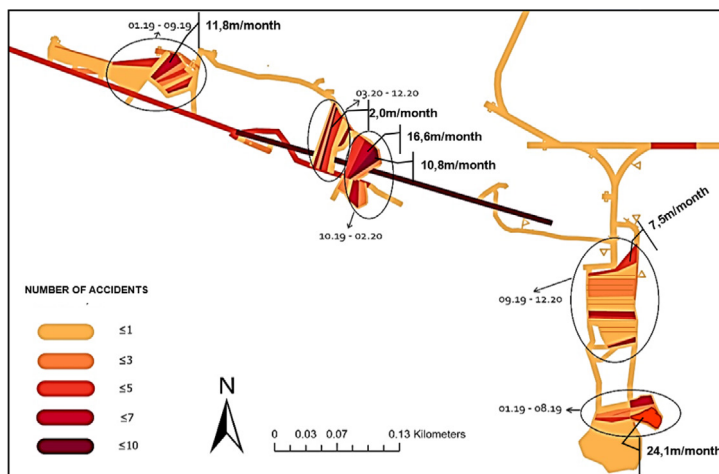 01.19 - 09.19
11,8m/month
03.20 - 12.20
2,0m/month
16,6m/month
10,8m/month
10.19 - 02.20
7,5m/month
09.19 - 12.20
01.19 - 08.19
24,1m/month
NUMBER OF ACCIDENTS
≤1
≤3
≤5
≤7
≤10
N
0 0.03 0.07 0.13 Kilometers